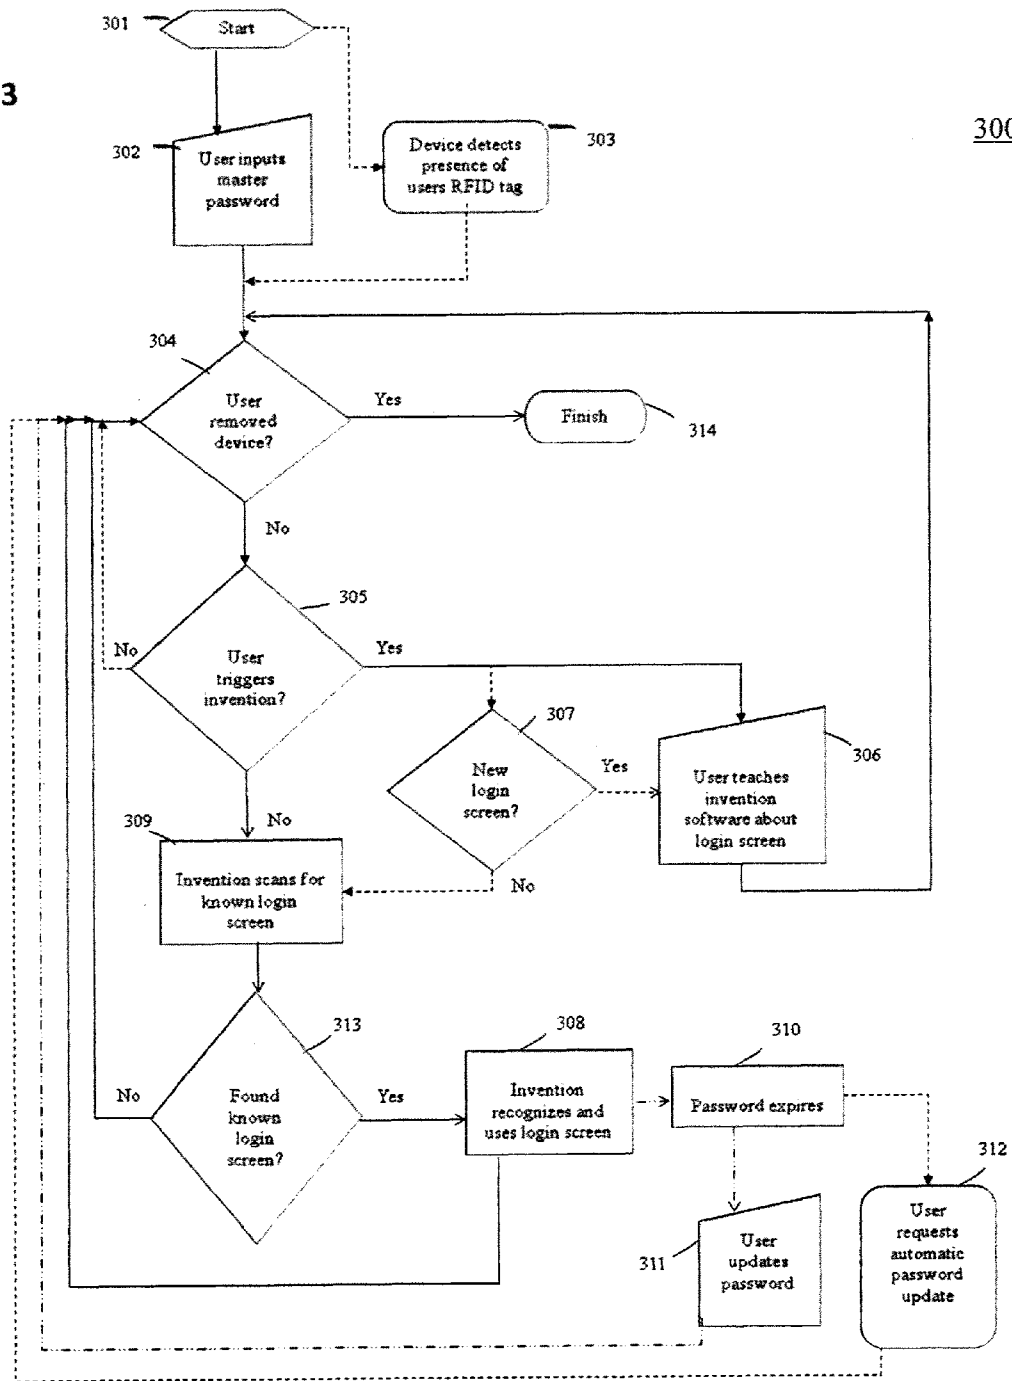 301
Start
3
300
302
User inputs
master
password
Device detects
presence of
users RFID tag
303
304
User
removed
device?
Yes
Finish
314
No
305
No
User
triggers
invention?
Yes
307
New
login
screen?
Yes
306
User teaches
invention
software about
login screen
No
309
No
Invention scans for
known login
screen
313
No
Found
known
login
screen?
Yes
308
Invention
recognizes and
uses login screen
310
Password expires
312
User
requests
automatic
password
update
311
User
updates
password